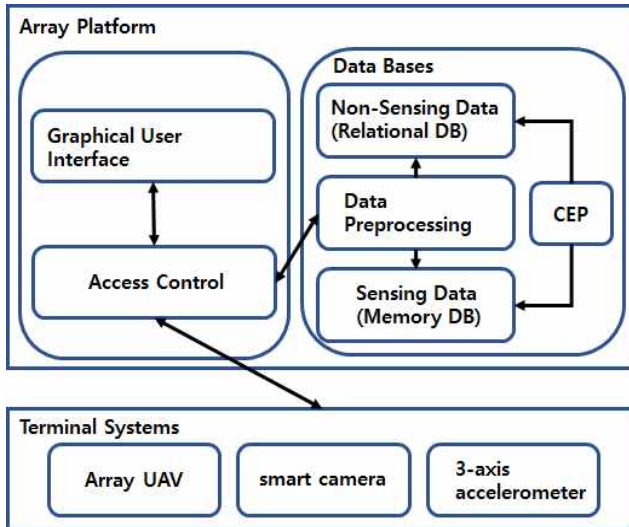 Array Platform
Graphical User
Interface
Access Control
Data Bases
Non-Sensing Data
(Relational DB)
Data
Preprocessing
CEP
Sensing Data
(Memory DB)
Terminal Systems
Array UAV
smart camera
3-axis
accelerometer